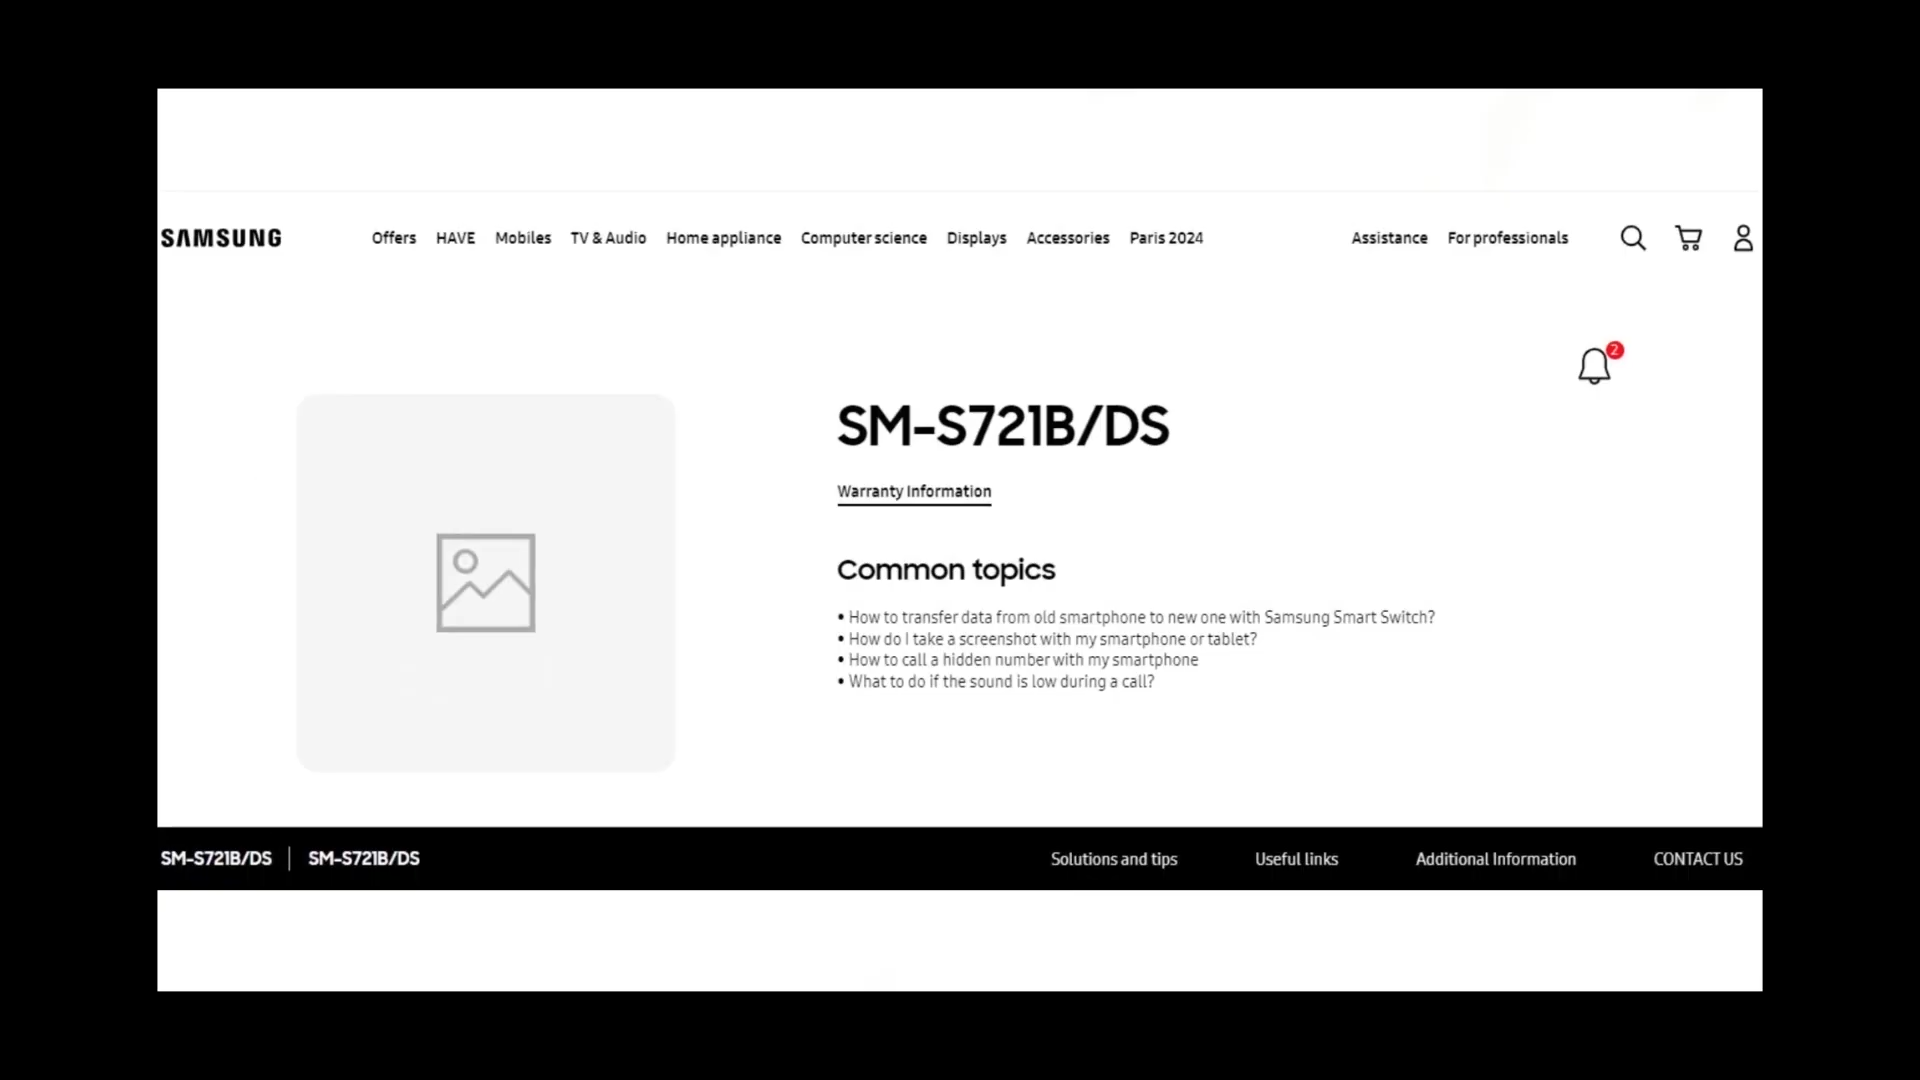 SAMSUNG Offers HAVE Mobiles TV & Audio Home appliance Computer science Displays Accessories Paris 2024 Assistance For professionals
2
SM-S721B/DS
Warranty Information
Common topics
• How to transfer data from old smartphone to new one with Samsung Smart Switch?
• How do I take a screenshot with my smartphone or tablet?
• How to call a hidden number with my smartphone
• What to do if the sound is low during a call?
SM-S721B/DS | SM-S721B/DS Solutions and tips Useful links Additional Information CONTACT US